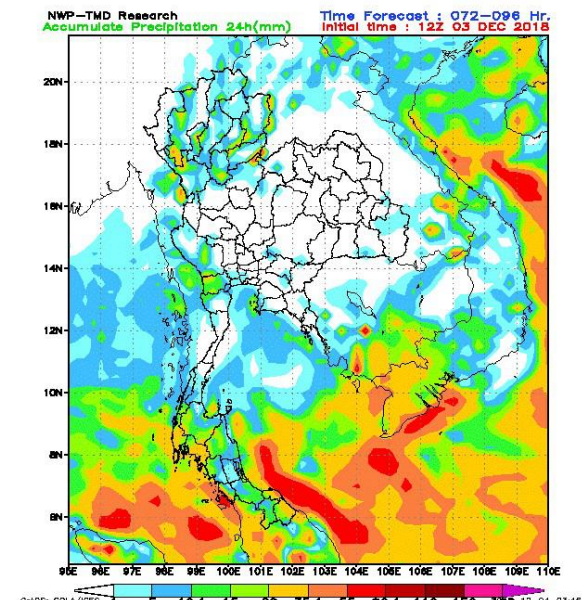 NWP-TMD Research
Time Forecast : 072-096 Hr.
Accumulate Precipitation 24h(mm)
Initial time : 12Z 03 DEC 2018
20N
18N
16N
14N
12N
10N
8N
6N
95E 96E 97E 98E 99E 100E 101E 102E 103E 104E 105E 106E 107E 108E 109E 110E